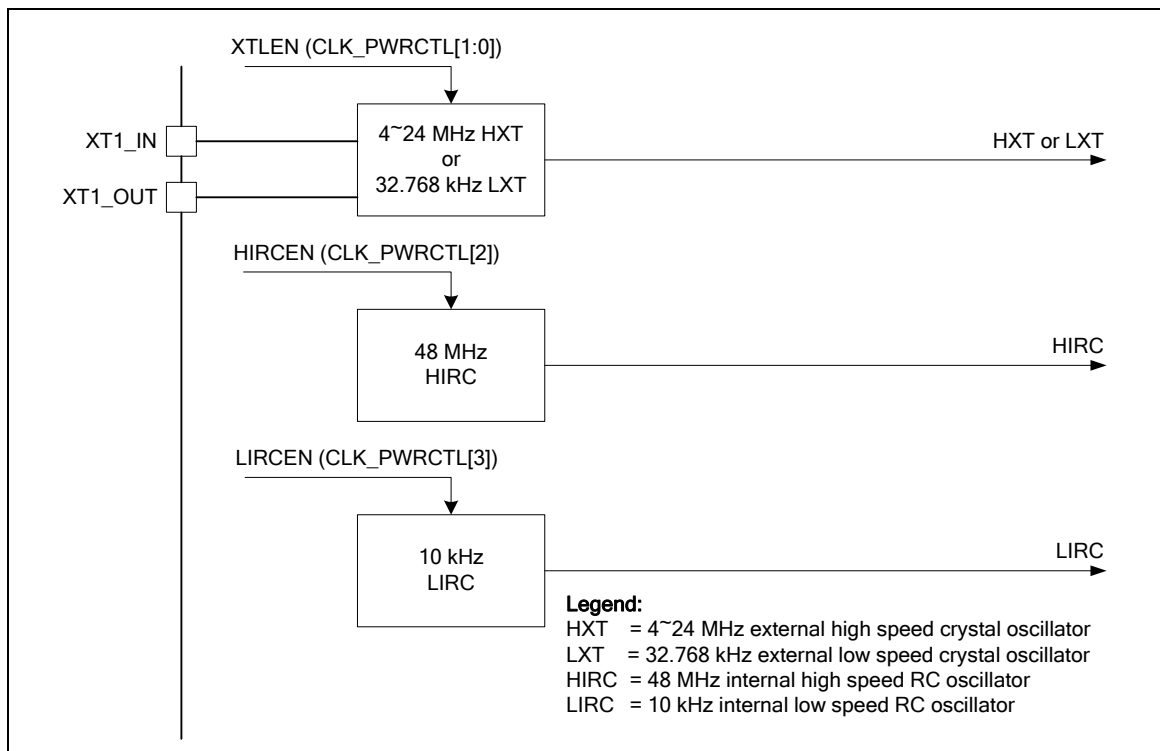 XTLEN (CLK_PWRCTL[1:0])
XT1_IN
XT1_OUT
4~24 MHz HXT
or
32.768 kHz LXT
HXT or LXT
HIRCEN (CLK_PWRCTL[2])
48 MHz
HIRC
HIRC
LIRCEN (CLK_PWRCTL[3])
10 kHz
LIRC
LIRC
Legend:
HXT = 4~24 MHz external high speed crystal oscillator
LXT = 32.768 kHz external low speed crystal oscillator
HIRC = 48 MHz internal high speed RC oscillator
LIRC = 10 kHz internal low speed RC oscillator